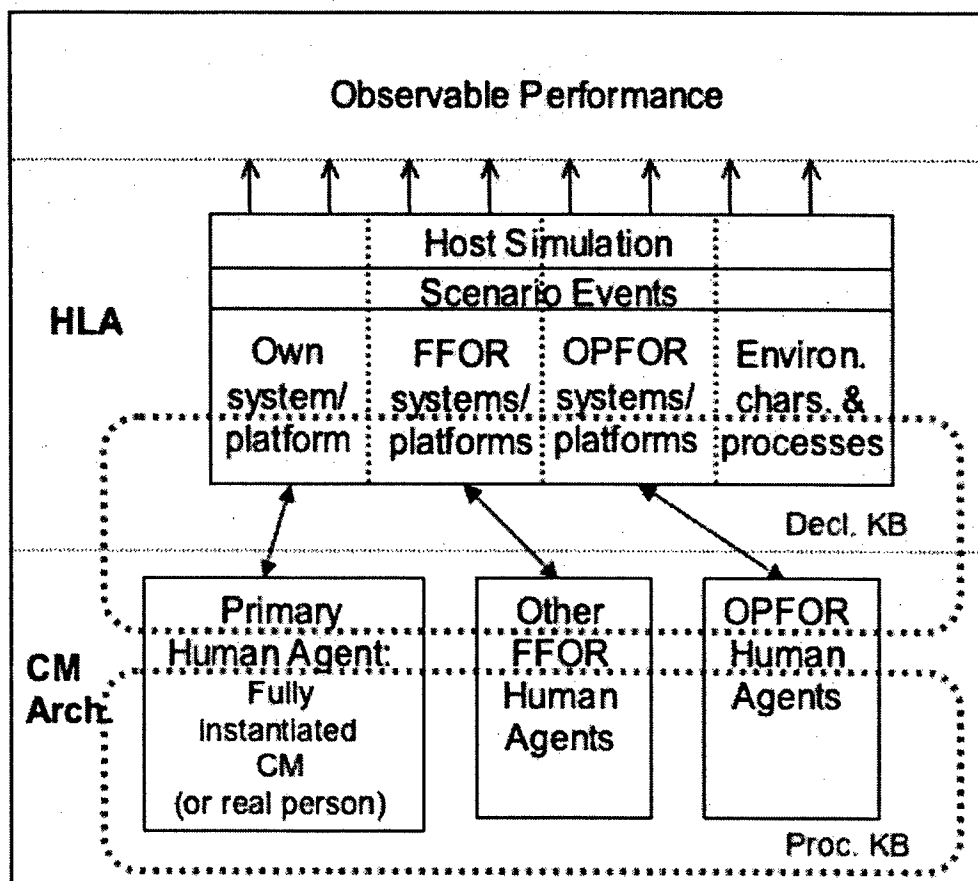 Observable Performance
Host Simulation
Scenario Events
HLA
Own
system/
platform
FFOR
systems/
platforms
OPFOR
systems/
platforms
Environ.
chars. &
processes
Decl. KB
CM
Arch.
Primary
Human Agent:
Fully
instantiated
CM
(or real person)
Other
FFOR
Human
Agents
OPFOR
Human
Agents
Proc. KB